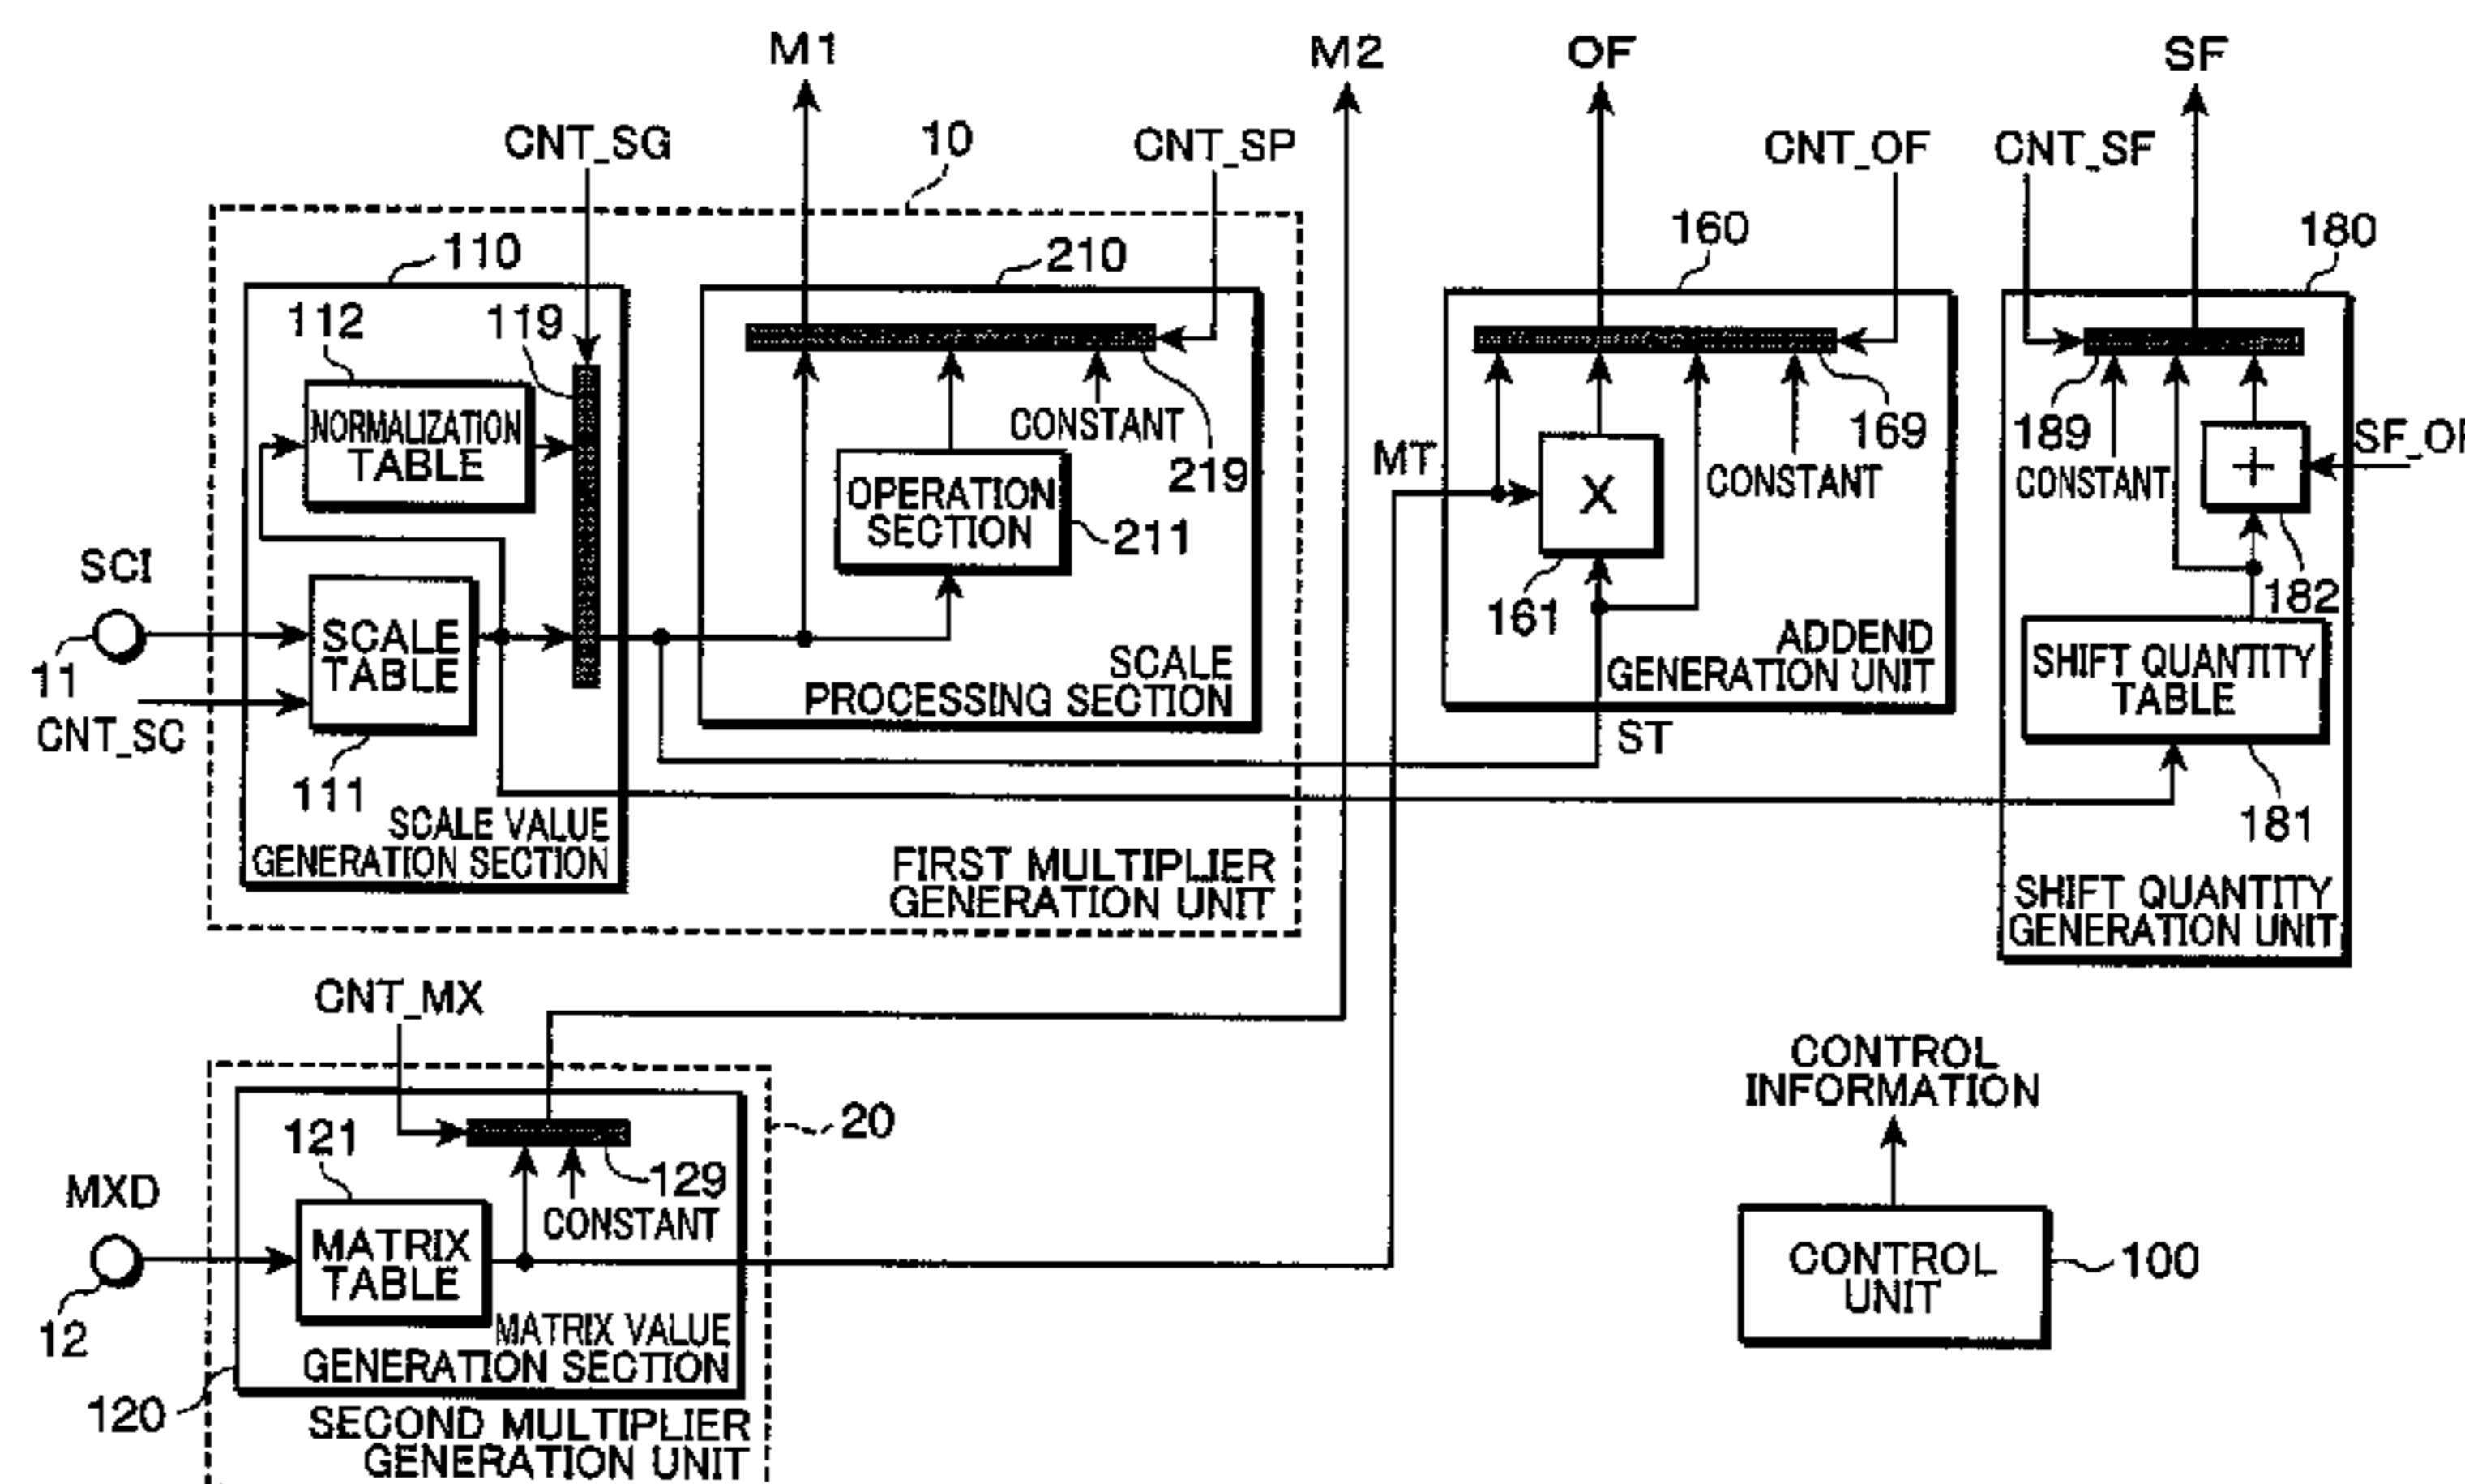 M1
M2
OF
SF
CNT_SG
10
CNT_SP
CNT_OF
CNT_SF
110
210
160
180
112
119
NORMALIZATION
TABLE
CONSTANT
219
OPERATION
SECTION
211
MT
X
CONSTANT
169
161
189
CONSTANT
+
182
SCI
11
CNT_SC
SCALE
TABLE
111
SCALE
PROCESSING SECTION
ADDEND
GENERATION UNIT
ST
SHIFT QUANTITY
TABLE
181
SCALE VALUE
GENERATION SECTION
FIRST MULTIPLIER
GENERATION UNIT
SHIFT QUANTITY
GENERATION UNIT
CNT_MX
20
121
129
CONSTANT
MXD
12
MATRIX
TABLE
MATRIX VALUE
GENERATION SECTION
120
SECOND MULTIPLIER
GENERATION UNIT
CONTROL
INFORMATION
CONTROL
UNIT
100